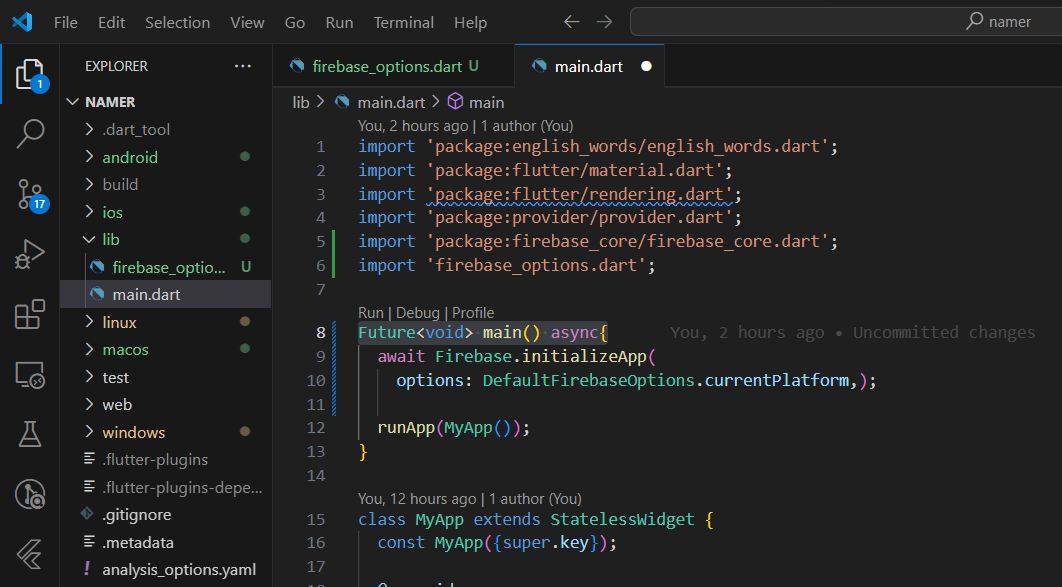 File Edit Selection View Go Run Terminal Help
namer
EXPLORER
NAMER
.dart_tool
android
build
ios
lib
firebase_optio... U
main.dart
linux
macos
test
web
windows
.flutter-plugins
.flutter-plugins-depe...
.gitignore
.metadata
! analysis_options.yaml
1
17
firebase_options.dart U
main.dart
lib > main.dart > main
You, 2 hours ago | 1 author (You)
1 import 'package:english_words/english_words.dart';
2 import 'package:flutter/material.dart';
3 import 'package:flutter/rendering.dart';
4 import 'package:provider/provider.dart';
5 import 'package:firebase_core/firebase_core.dart';
6 import 'firebase_options.dart';
7
Run | Debug | Profile
8 Future<void> main() async{ You, 2 hours ago • Uncommitted changes
9 await Firebase.initializeApp(
10 options: DefaultFirebaseOptions.currentPlatform,);
11
12 runApp(MyApp());
13 }
14
You, 12 hours ago | 1 author (You)
15 class MyApp extends StatelessWidget {
16 const MyApp({super.key});
17